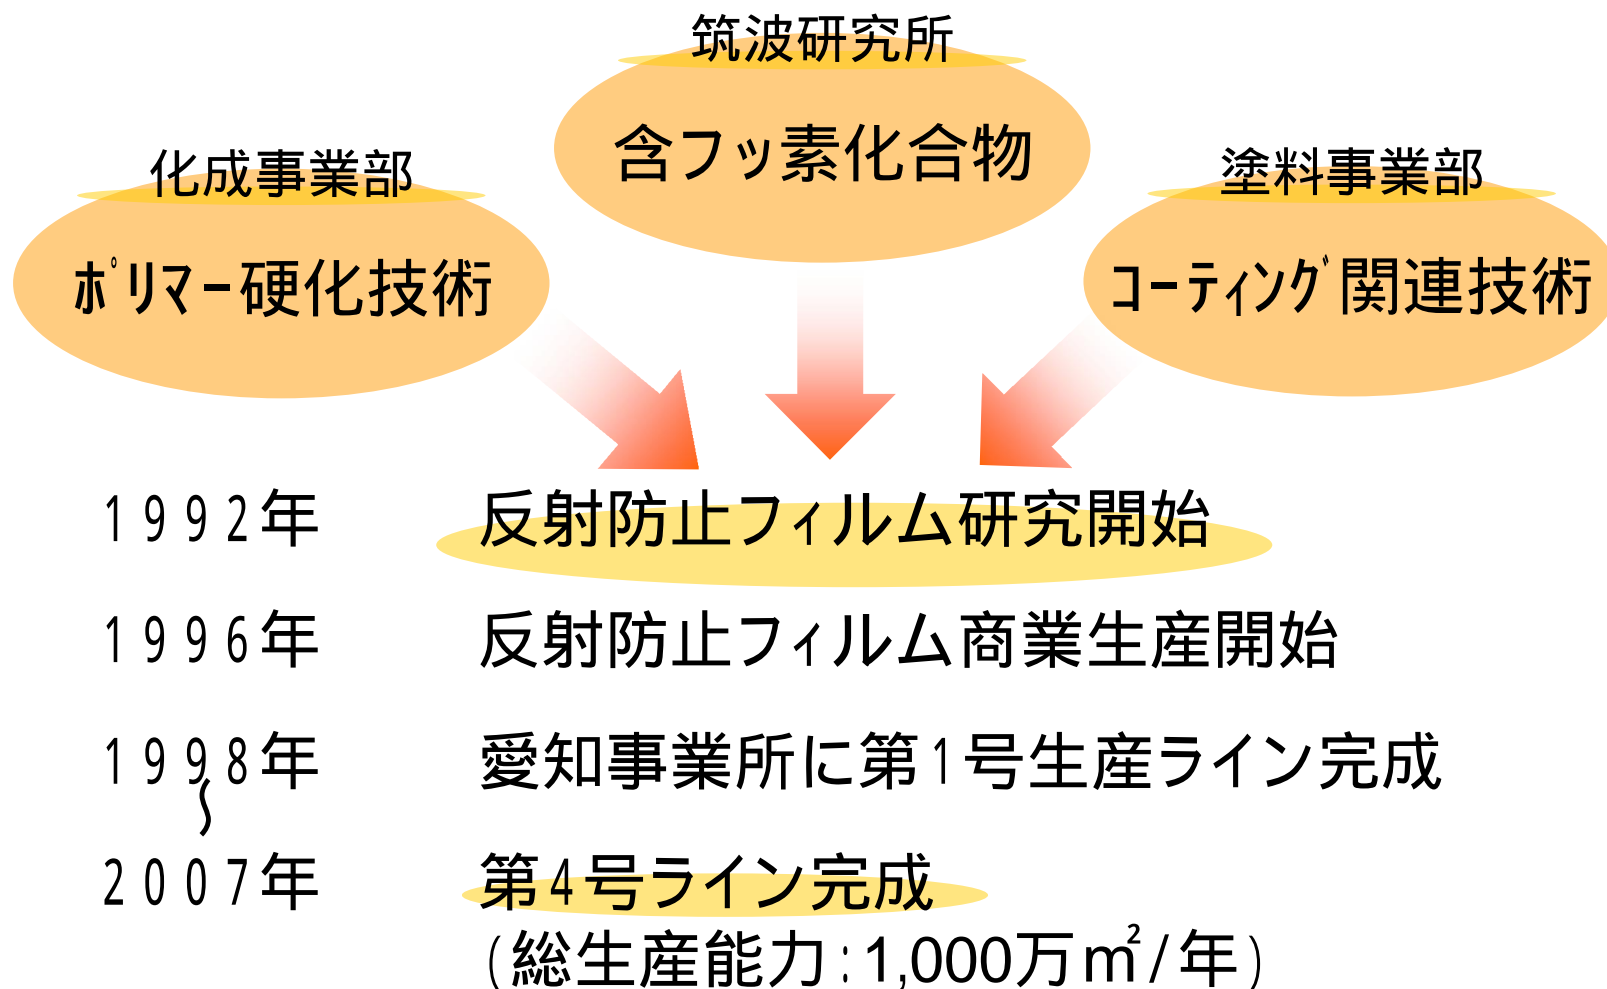 筑波研究所
含フッ素化合物
化成事業部
ﾎﾟﾘﾏｰ硬化技術
塗料事業部
ｺｰﾃｨﾝｸﾞ関連技術
1992年 反射防止フィルム研究開始
1996年 反射防止フィルム商業生産開始
1998年 愛知事業所に第1号生産ライン完成
〜
2007年 第4号ライン完成
(総生産能力:1,000万㎡/年)